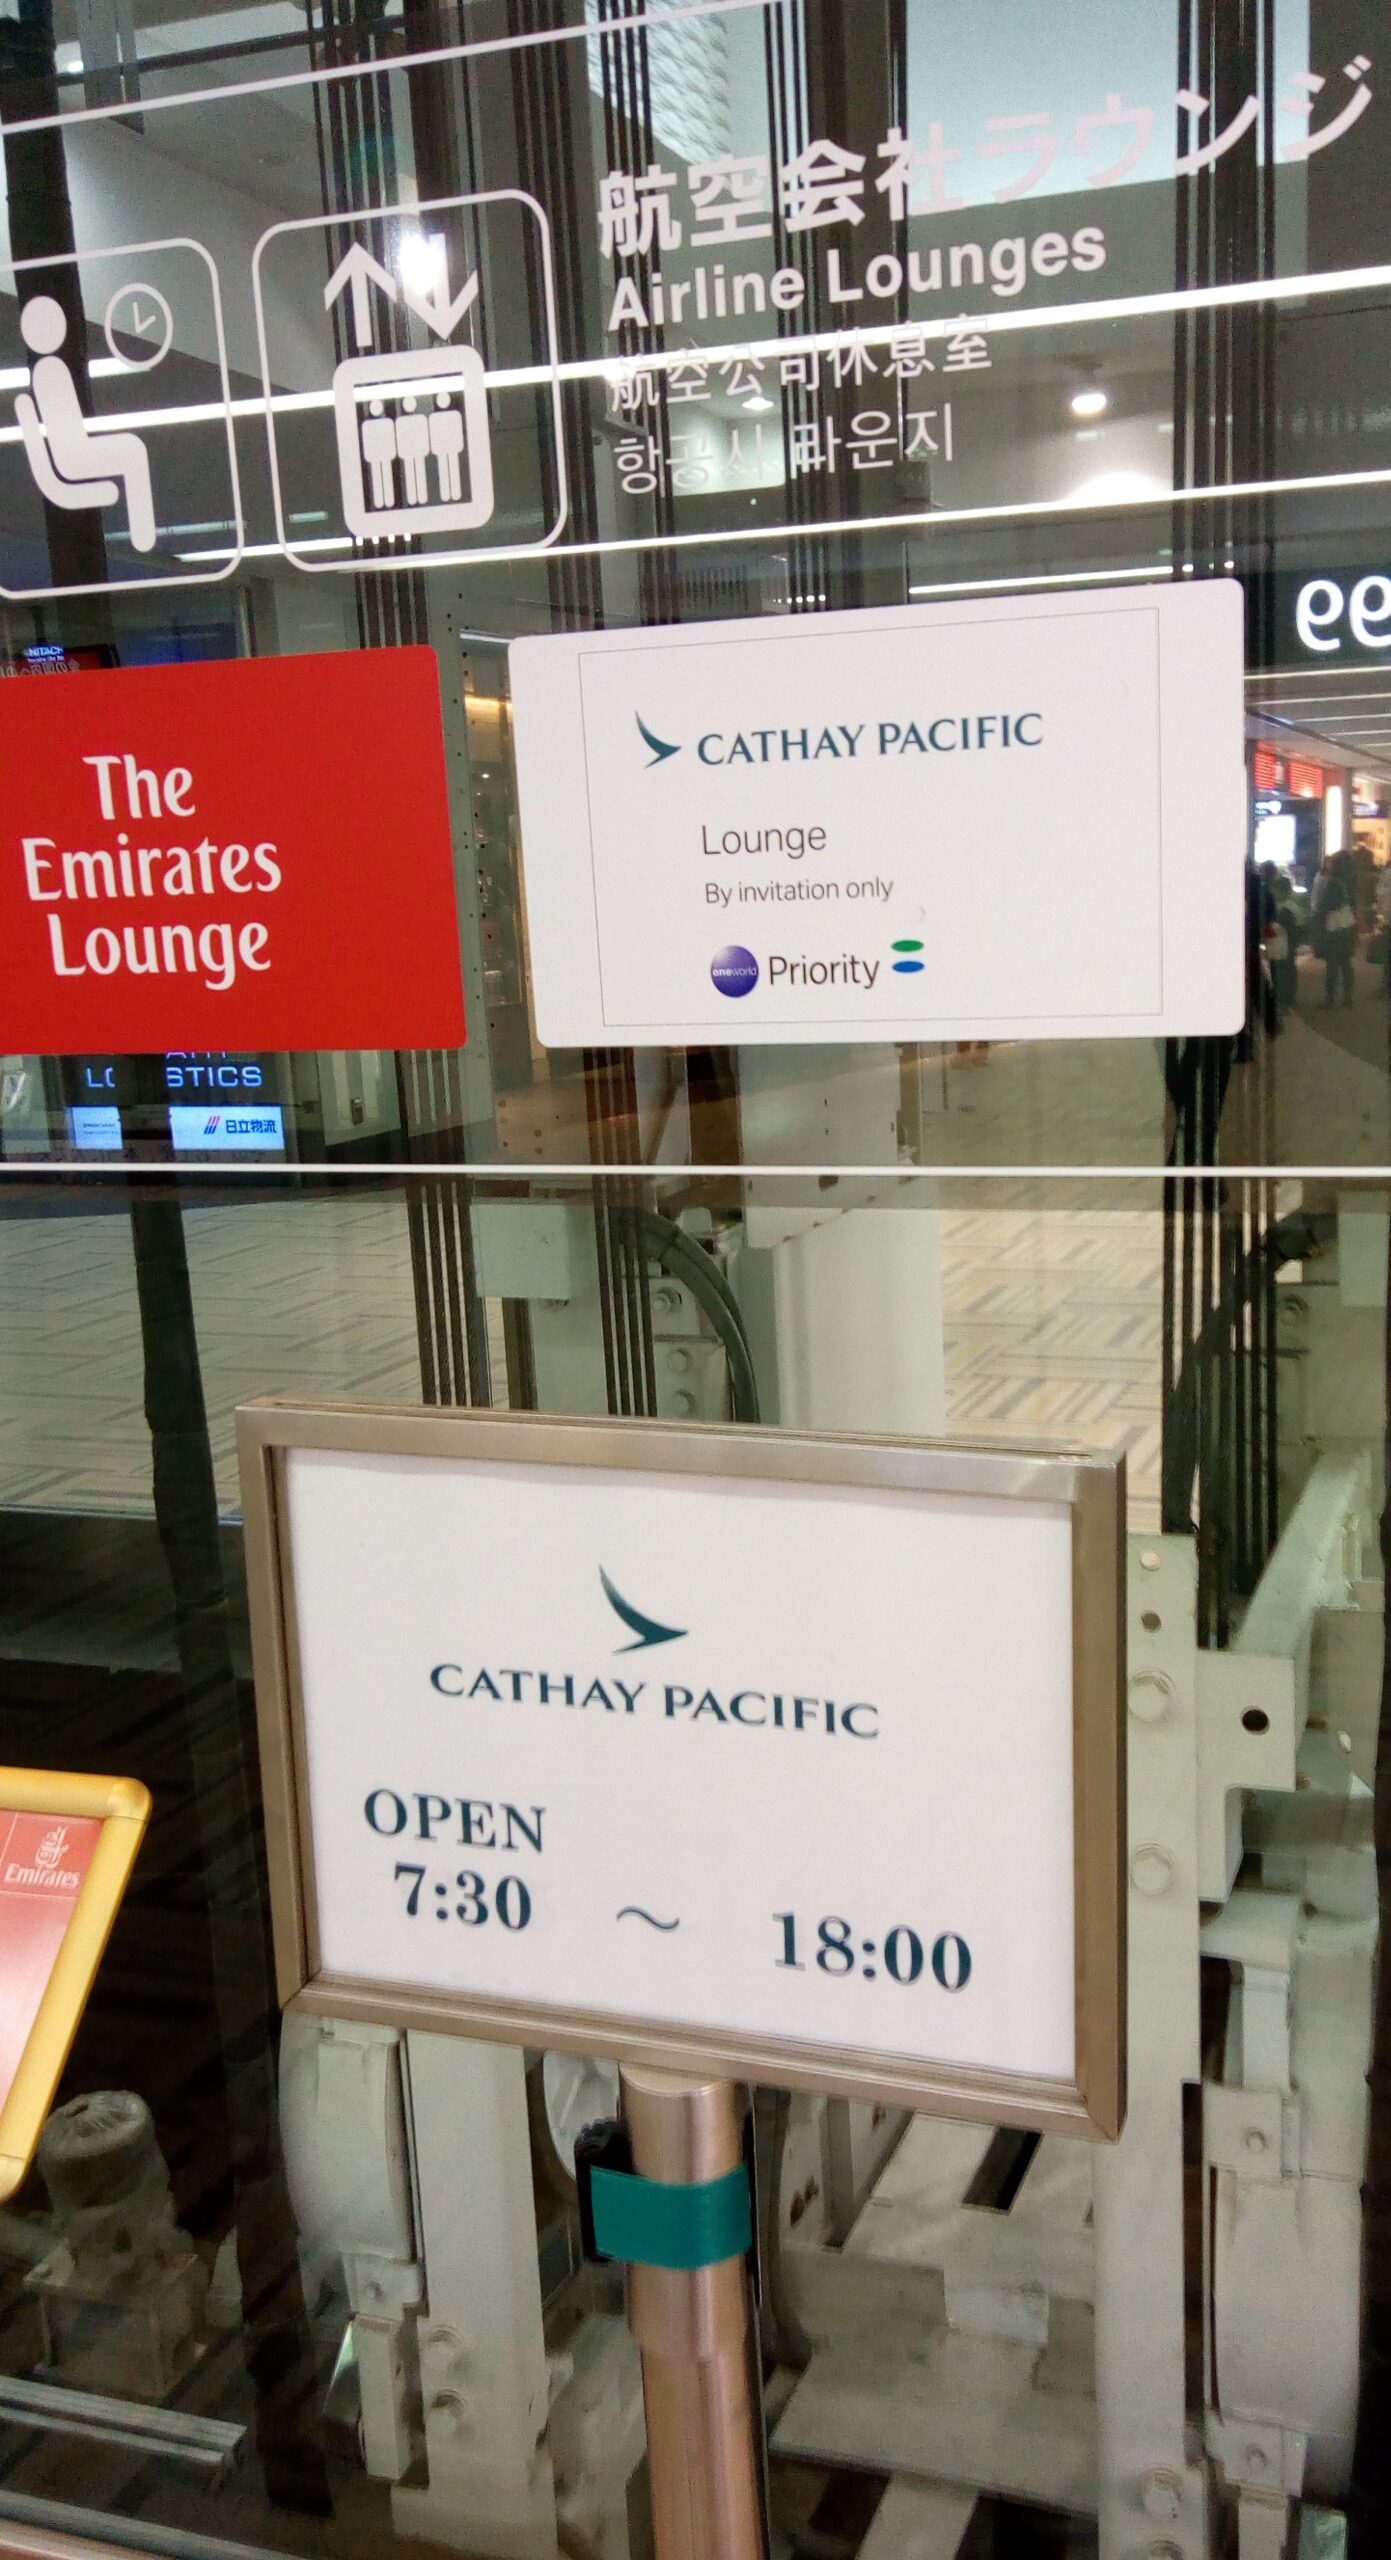 航空会社ラウンジ
Airline Lounges
航空公司休息室
항공사 라운지
The
Emirates
Lounge
CATHAY PACIFIC
Lounge
By invitation only
oneworld Priority
HITACHI
STICS
日立物流
CATHAY PACIFIC
OPEN
7:30 ～ 18:00
Emirates